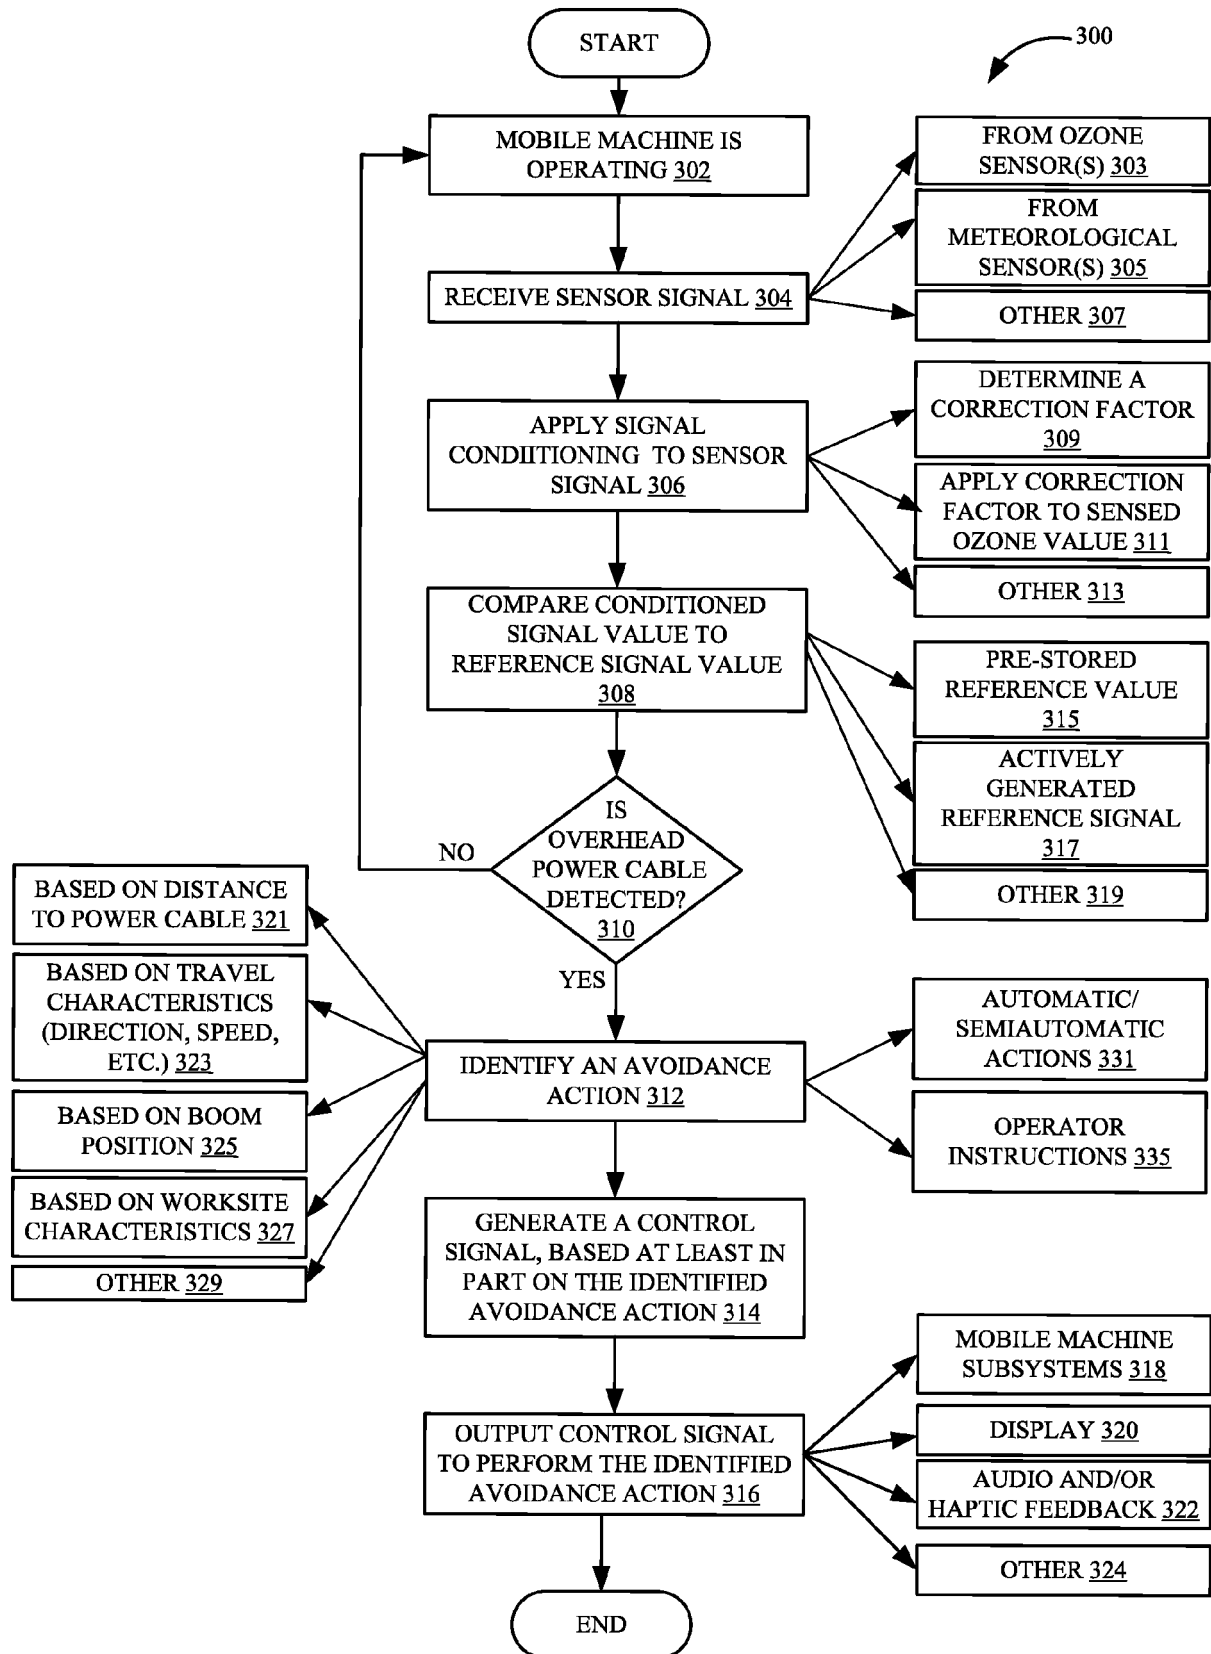 START
300
MOBILE MACHINE IS
OPERATING 302
FROM OZONE
SENSOR(S) 303
FROM
METEOROLOGICAL
SENSOR(S) 305
RECEIVE SENSOR SIGNAL 304
OTHER 307
APPLY SIGNAL
CONDIITIONING TO SENSOR
SIGNAL 306
DETERMINE A
CORRECTION FACTOR
309
APPLY CORRECTION
FACTOR TO SENSED
OZONE VALUE 311
OTHER 313
COMPARE CONDITIONED
SIGNAL VALUE TO
REFERENCE SIGNAL VALUE
308
PRE-STORED
REFERENCE VALUE
315
ACTIVELY
GENERATED
REFERENCE SIGNAL
317
OTHER 319
IS
OVERHEAD
POWER CABLE
DETECTED?
310
NO
YES
BASED ON DISTANCE
TO POWER CABLE 321
BASED ON TRAVEL
CHARACTERISTICS
(DIRECTION, SPEED,
ETC.) 323
BASED ON BOOM
POSITION 325
BASED ON WORKSITE
CHARACTERISTICS 327
OTHER 329
IDENTIFY AN AVOIDANCE
ACTION 312
AUTOMATIC/
SEMIAUTOMATIC
ACTIONS 331
OPERATOR
INSTRUCTIONS 335
GENERATE A CONTROL
SIGNAL, BASED AT LEAST IN
PART ON THE IDENTIFIED
AVOIDANCE ACTION 314
OUTPUT CONTROL SIGNAL
TO PERFORM THE IDENTIFIED
AVOIDANCE ACTION 316
MOBILE MACHINE
SUBSYSTEMS 318
DISPLAY 320
AUDIO AND/OR
HAPTIC FEEDBACK 322
OTHER 324
END